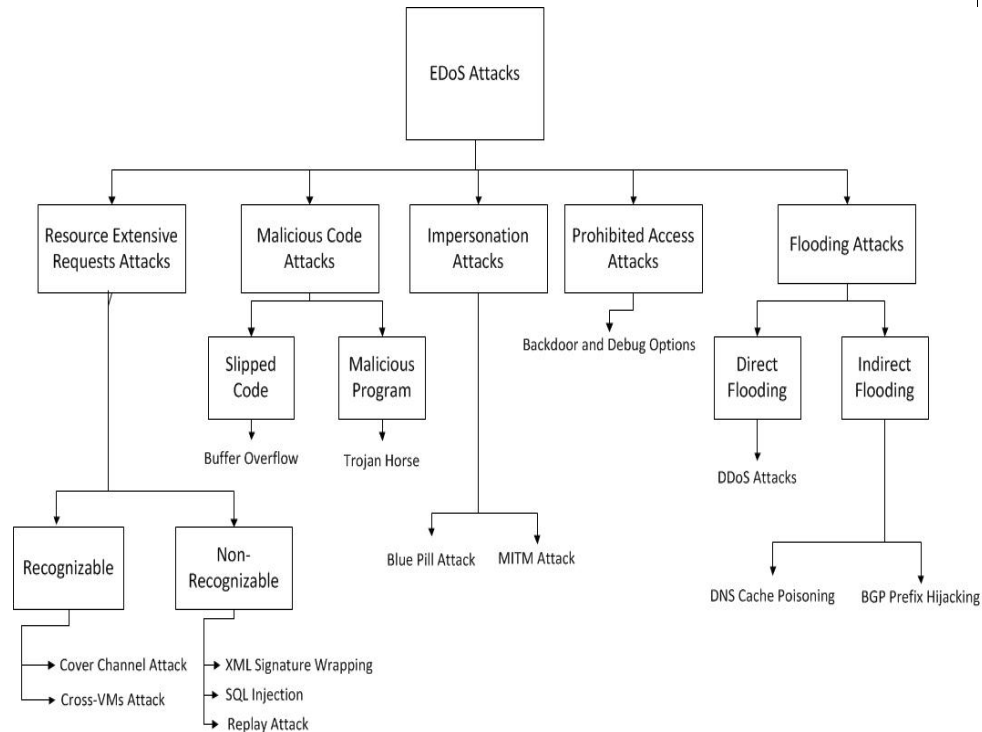 EDoS Attacks
Resource Extensive
Requests Attacks
Malicious Code
Attacks
Impersonation
Attacks
Prohibited Access
Attacks
Flooding Attacks
Slipped
Code
Malicious
Program
Backdoor and Debug Options
Direct
Flooding
Indirect
Flooding
Buffer Overflow
Trojan Horse
DDoS Attacks
Recognizable
Non-
Recognizable
Blue Pill Attack
MITM Attack
DNS Cache Poisoning
BGP Prefix Hijacking
Cover Channel Attack
Cross-VMs Attack
XML Signature Wrapping
SQL Injection
Replay Attack